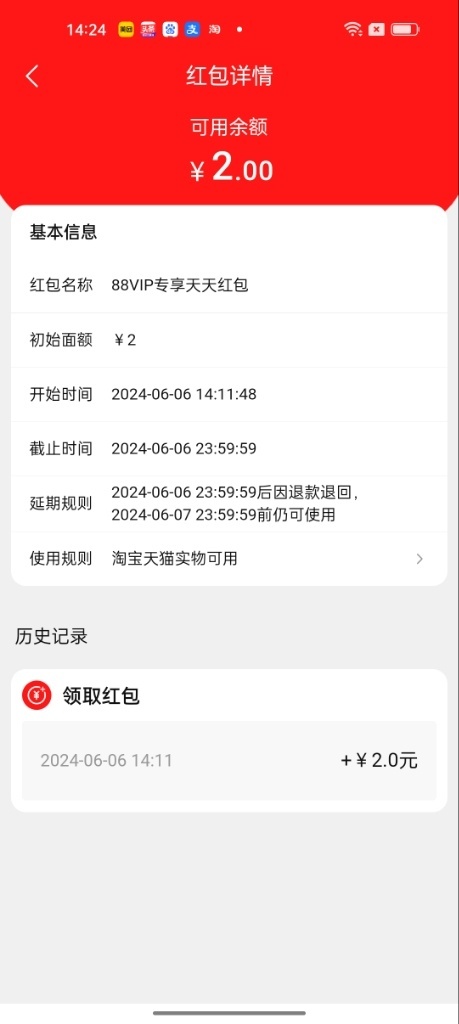 14:24
美团
头条
支
淘
红包详情
可用余额
￥2.00
基本信息
红包名称 88VIP专享天天红包
初始面额 ￥2
开始时间 2024-06-06 14:11:48
截止时间 2024-06-06 23:59:59
延期规则 2024-06-06 23:59:59后因退款退回，
2024-06-07 23:59:59前仍可使用
使用规则 淘宝天猫实物可用
历史记录
领取红包
2024-06-06 14:11 +￥2.0元